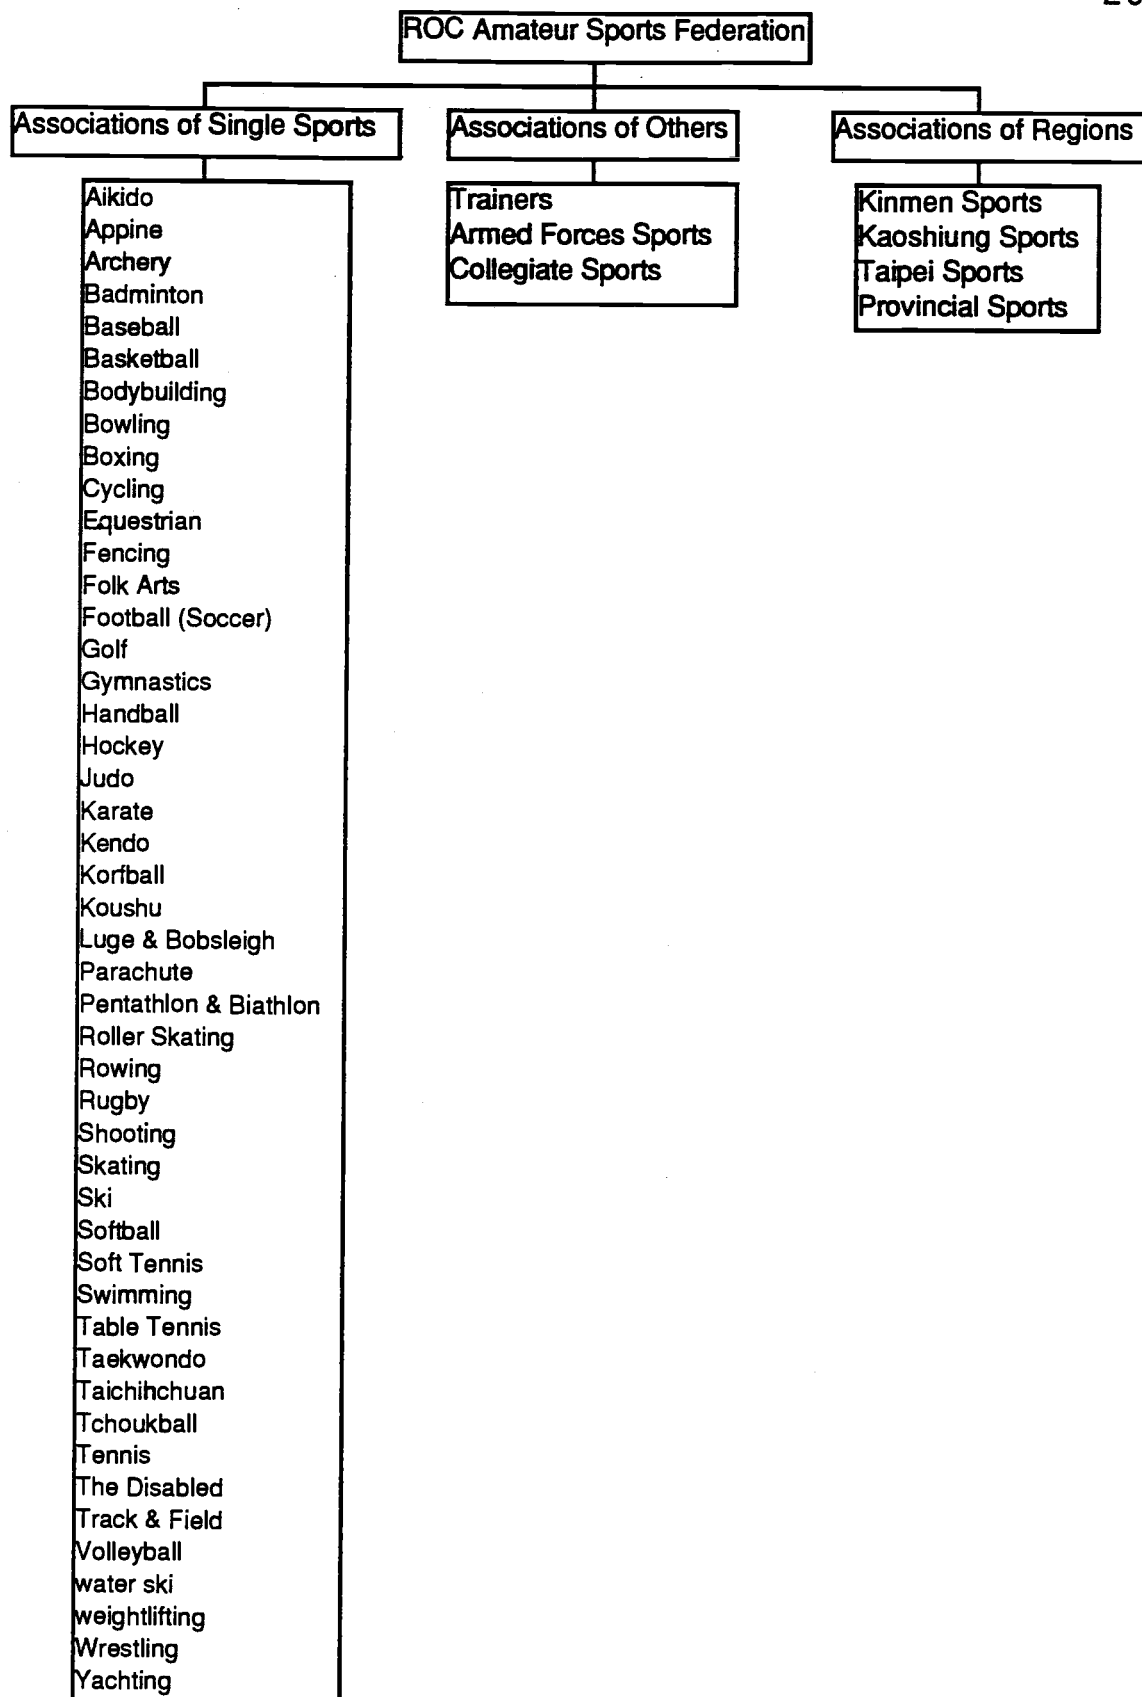 ROC Amateur Sports Federation
Associations of Single Sports
Aikido
Appine
Archery
Badminton
Baseball
Basketball
Bodybuilding
Bowling
Boxing
Cycling
Equestrian
Fencing
Folk Arts
Football (Soccer)
Golf
Gymnastics
Handball
Hockey
Judo
Karate
Kendo
Korfball
Koushu
Luge & Bobsleigh
Parachute
Pentathlon & Biathlon
Roller Skating
Rowing
Rugby
Shooting
Skating
Ski
Softball
Soft Tennis
Swimming
Table Tennis
Taekwondo
Taichihchuan
Tchoukball
Tennis
The Disabled
Track & Field
Volleyball
water ski
weightlifting
Wrestling
Yachting
Associations of Others
Trainers
Armed Forces Sports
Collegiate Sports
Associations of Regions
Kinmen Sports
Kaoshiung Sports
Taipei Sports
Provincial Sports